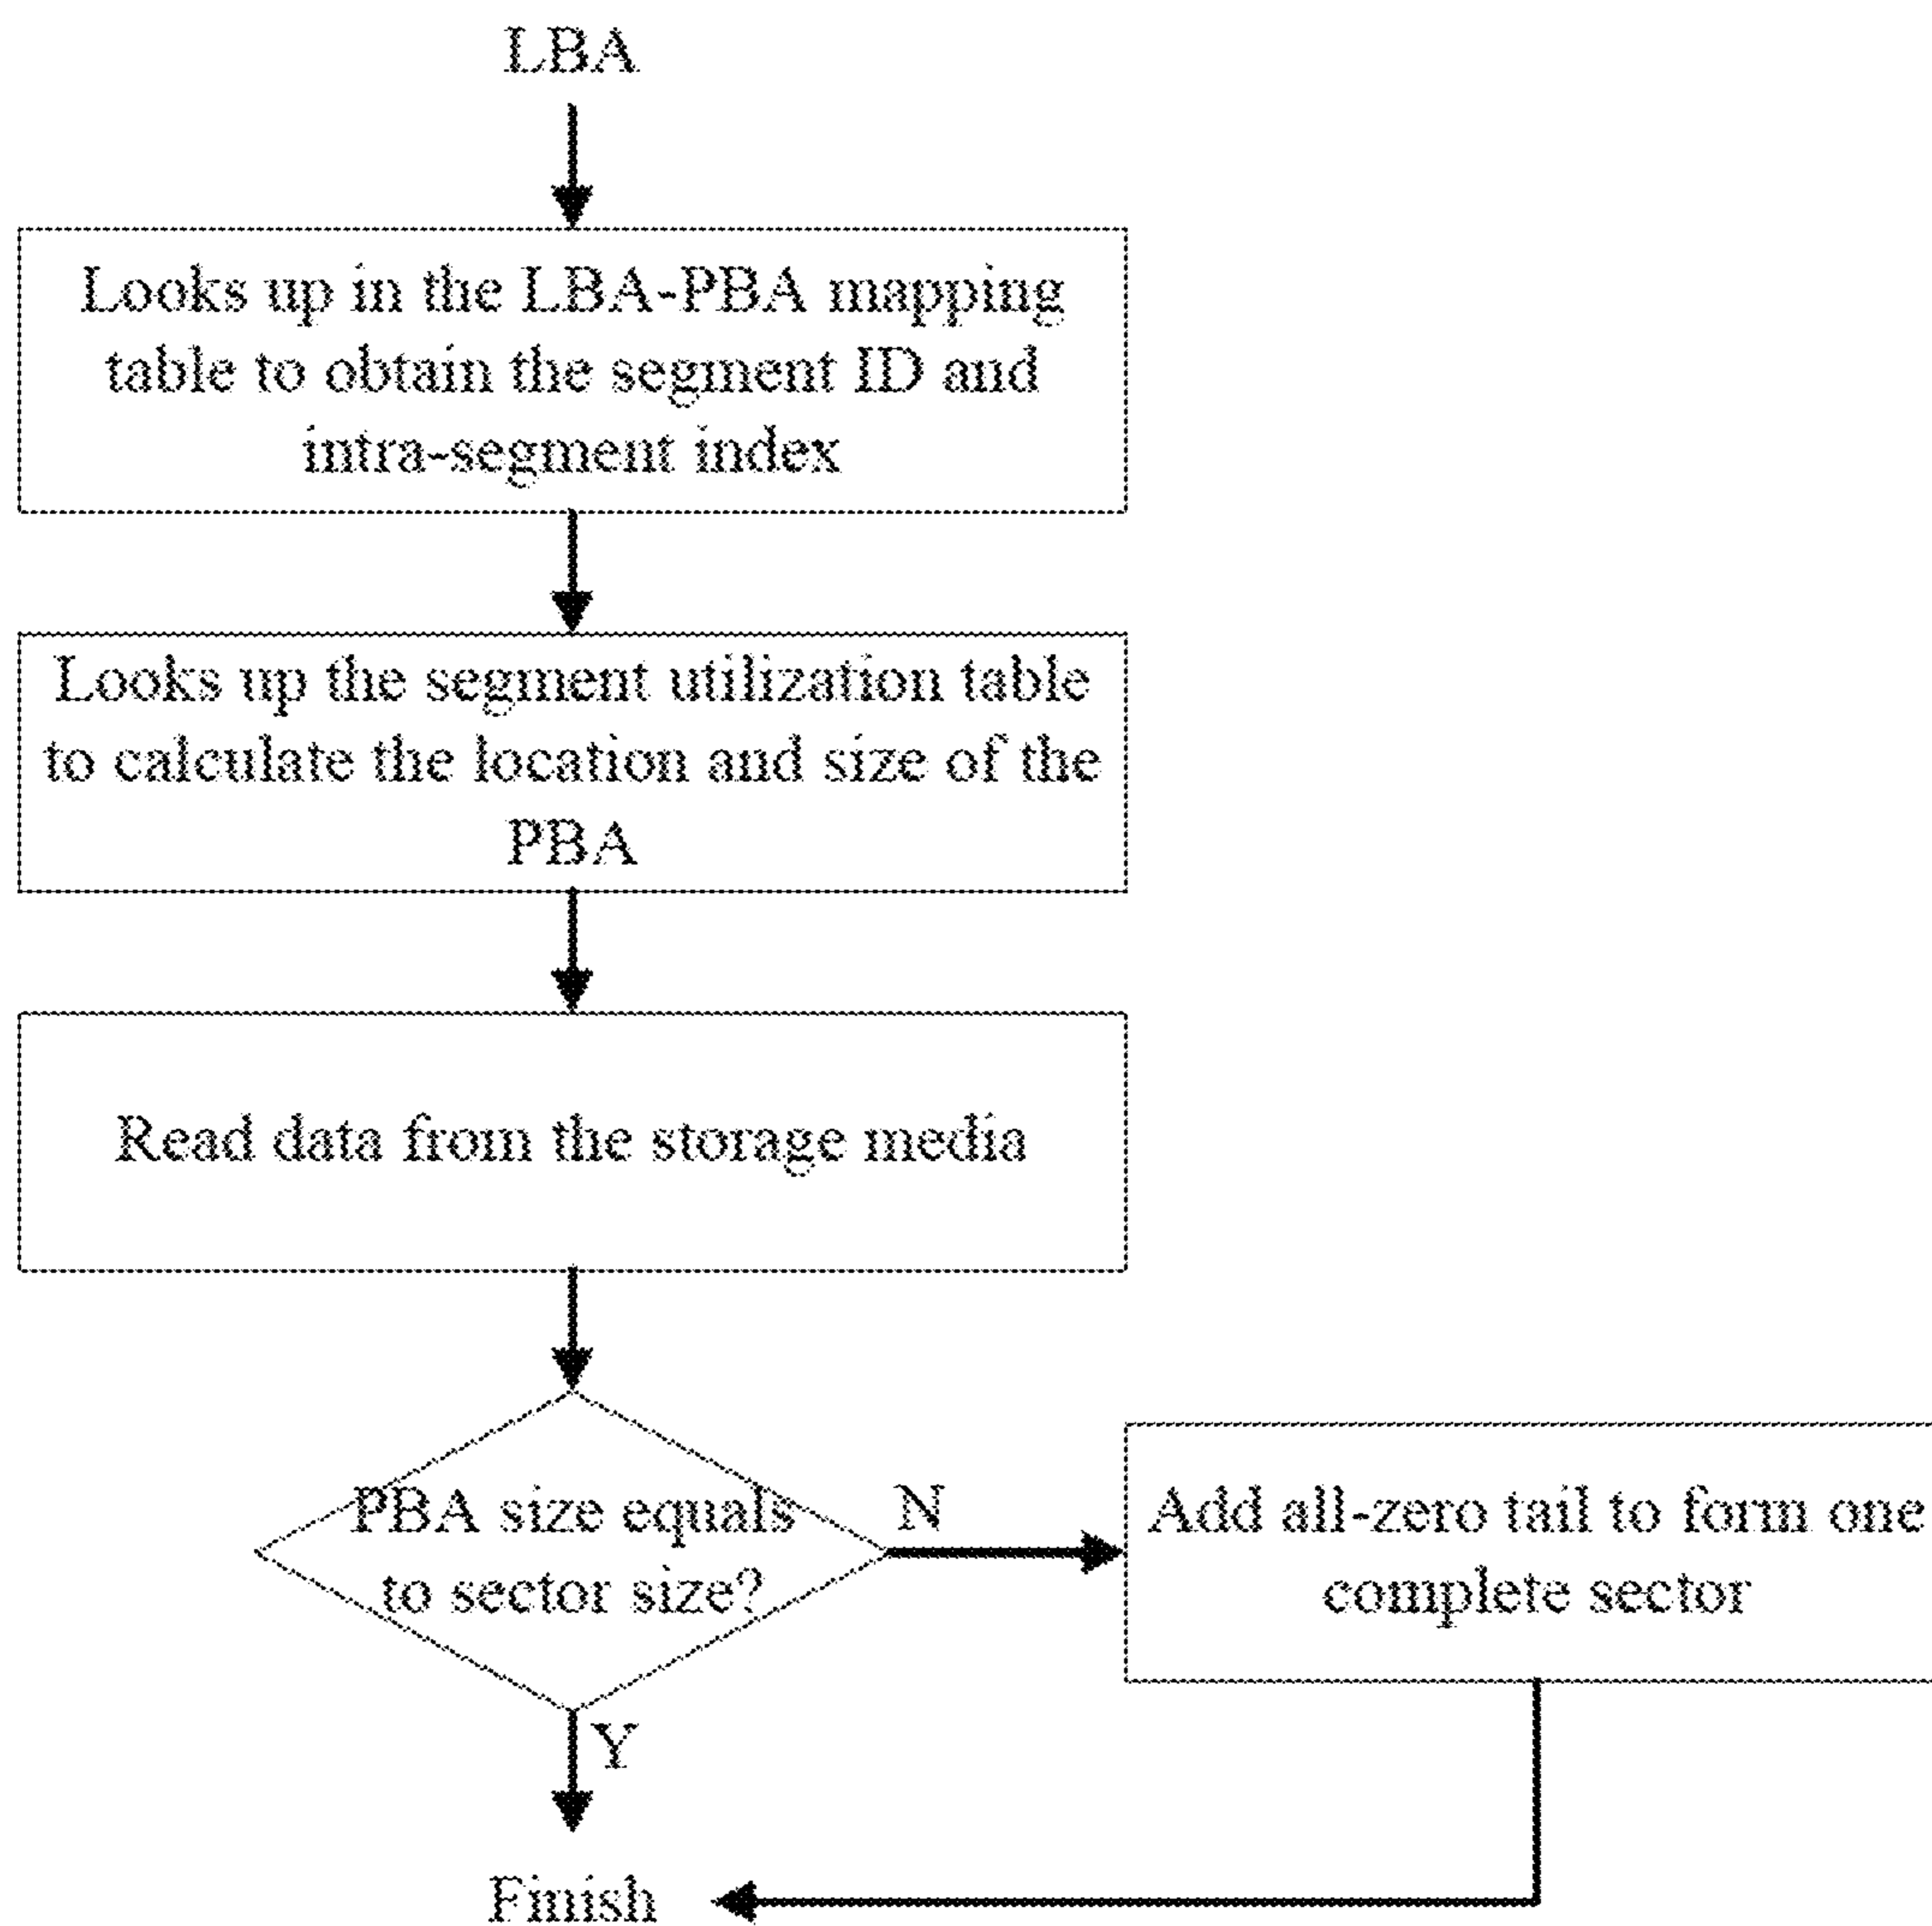 LBA
Looks up in the LBA-PBA mapping
table to obtain the segment ID and
intra-segment index
Looks up the segment utilization table
to calculate the location and size of the
PBA
Read data from the storage media
PBA size equals
to sector size?
N
Add all-zero tail to form one
complete sector
Y
Finish